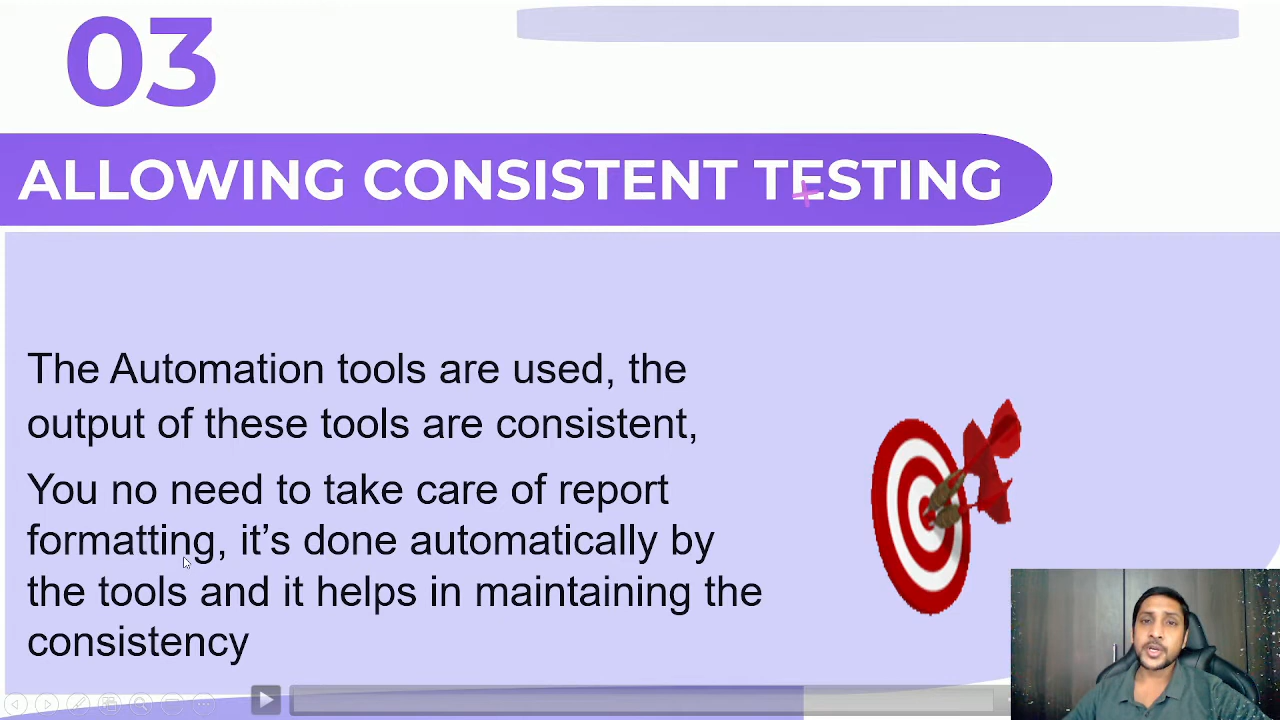 03
ALLOWING CONSISTENT TESTING
The Automation tools are used, the
output of these tools are consistent,
You no need to take care of report
formatting, it’s done automatically by
the tools and it helps in maintaining the
consistency